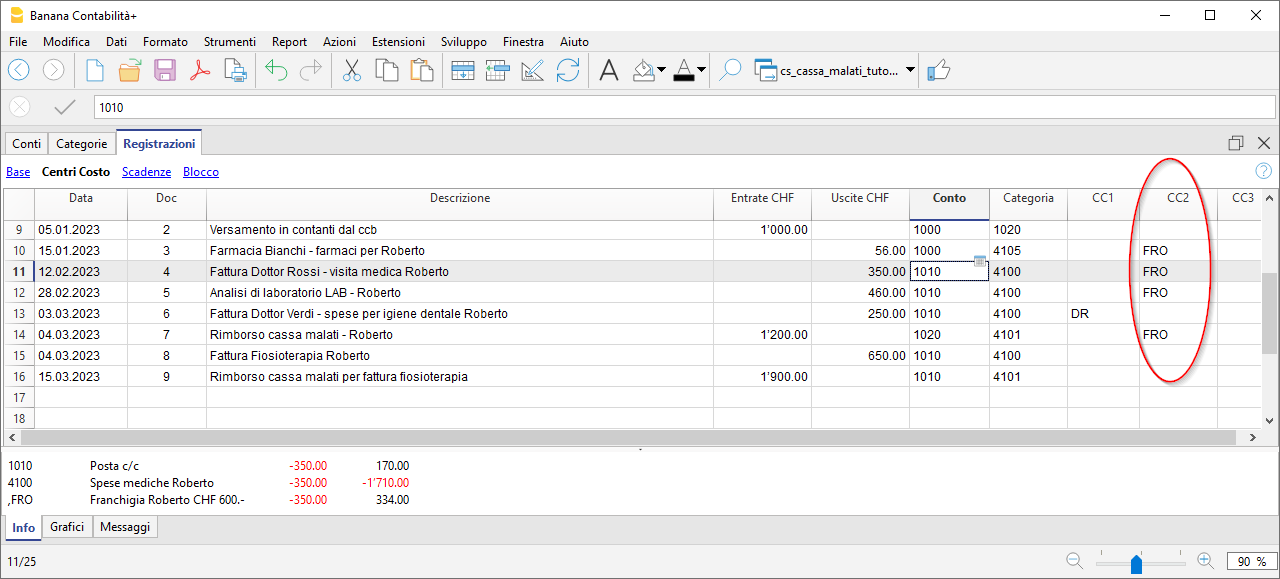 Banana Contabilità+
File Modifica Dati Formato Strumenti Report Azioni Estensioni Sviluppo Finestra Aiuto
cs_cassa_malati_tuto...
1010
Conti Categorie Registrazioni
Base Centri Costo Scadenze Blocco
Data Doc Descrizione Entrate CHF Uscite CHF Conto Categoria CC1 CC2 CC3
9 05.01.2023 2 Versamento in contanti dal ccb 1'000.00 1000 1020
10 15.01.2023 3 Farmacia Bianchi - farmaci per Roberto 56.00 1000 4105 FRO
11 12.02.2023 4 Fattura Dottor Rossi - visita medica Roberto 350.00 1010 4100 FRO
12 28.02.2023 5 Analisi di laboratorio LAB - Roberto 460.00 1010 4100 FRO
13 03.03.2023 6 Fattura Dottor Verdi - spese per igiene dentale Roberto 250.00 1010 4100 DR
14 04.03.2023 7 Rimborso cassa malati - Roberto 1'200.00 1020 4101 FRO
15 04.03.2023 8 Fattura Fiosioterapia Roberto 650.00 1010 4100
16 15.03.2023 9 Rimborso cassa malati per fattura fiosioterapia 1'900.00 1010 4101
17
18
1010 Posta c/c -350.00 170.00
4100 Spese mediche Roberto -350.00 -1'710.00
,FRO Franchigia Roberto CHF 600.- -350.00 334.00
Info Grafici Messaggi
11/25 90 %